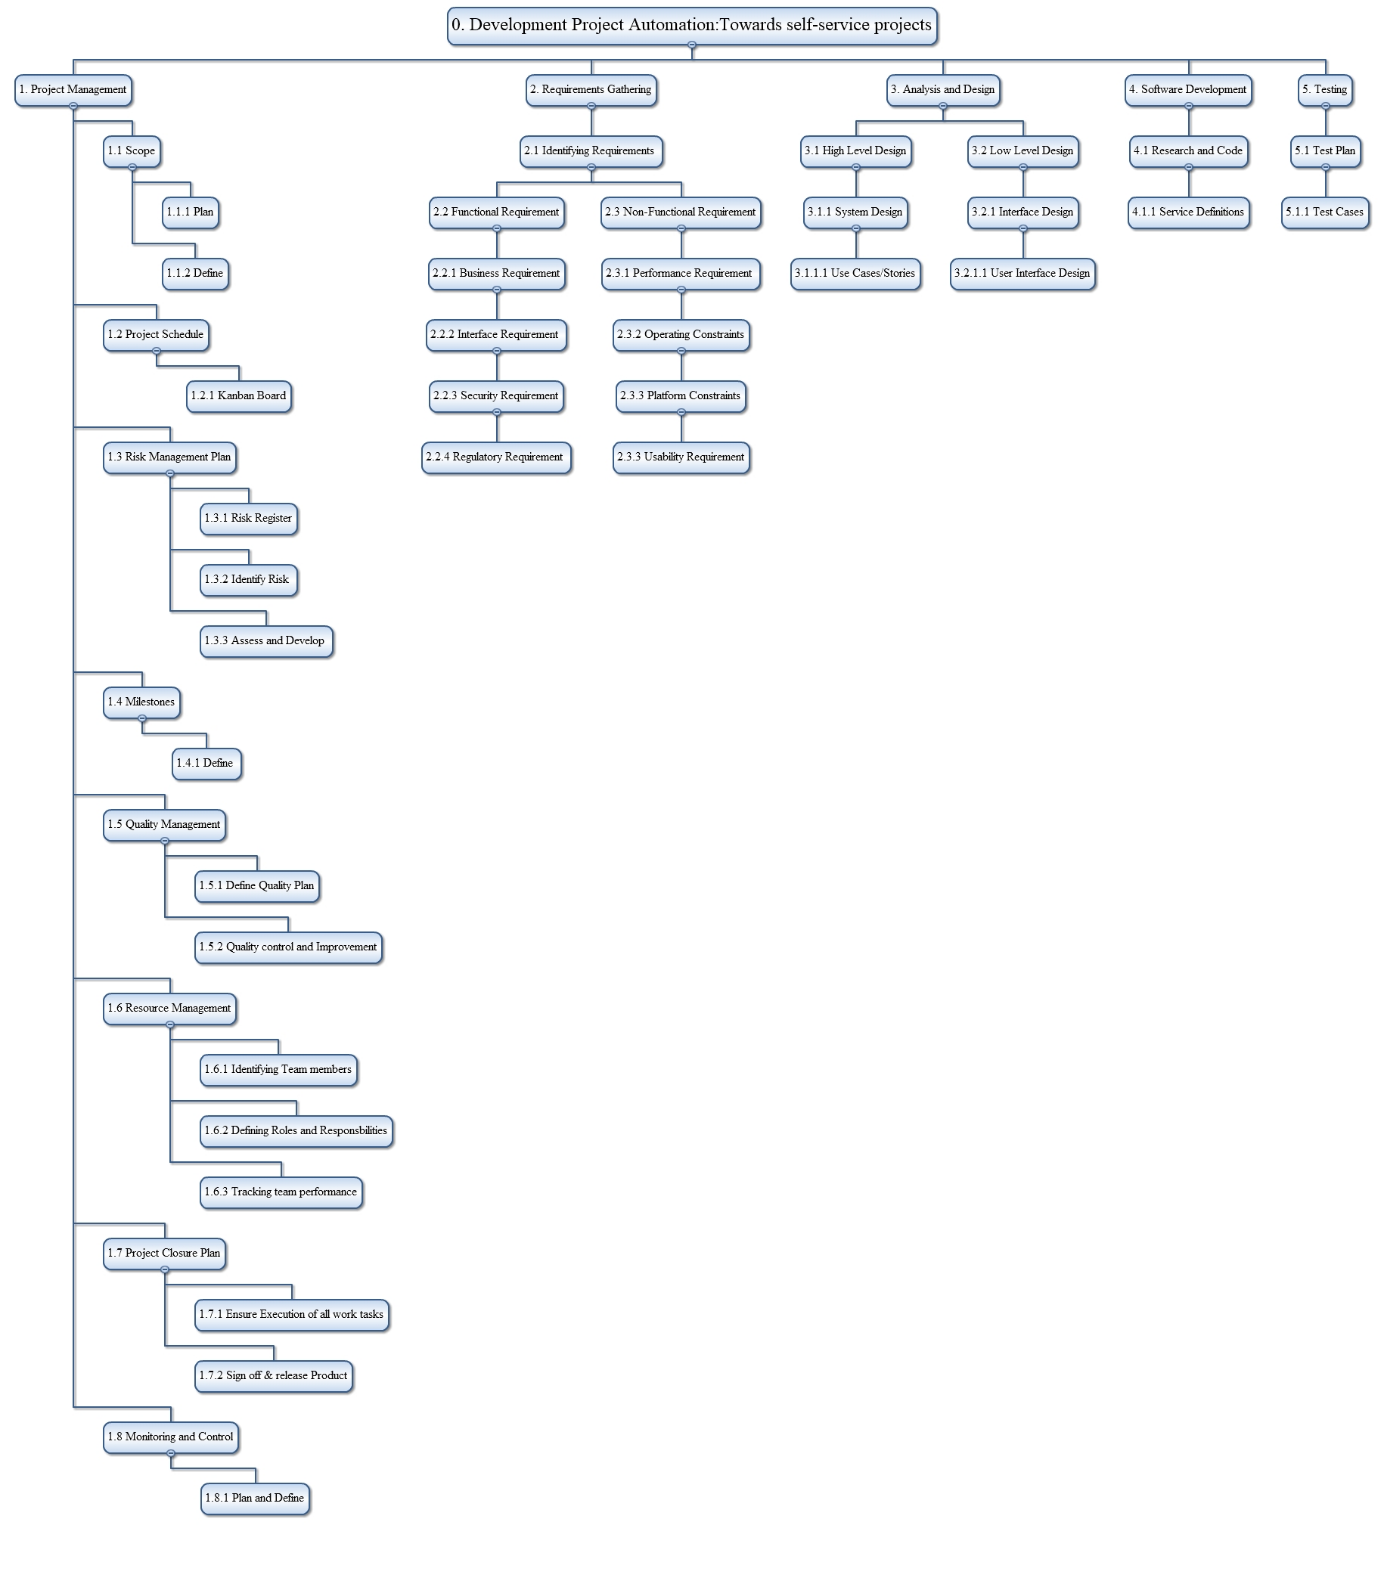 0. Development Project Automation:Towards self-service projects
1. Project Management
1.1 Scope
1.1.1 Plan
1.1.2 Define
1.2 Project Schedule
1.2.1 Kanban Board
1.3 Risk Management Plan
1.3.1 Risk Register
1.3.2 Identify Risk
1.3.3 Assess and Develop
1.4 Milestones
1.4.1 Define
1.5 Quality Management
1.5.1 Define Quality Plan
1.5.2 Quality control and Improvement
1.6 Resource Management
1.6.1 Identifying Team members
1.6.2 Defining Roles and Responsbilities
1.6.3 Tracking team performance
1.7 Project Closure Plan
1.7.1 Ensure Execution of all work tasks
1.7.2 Sign off & release Product
1.8 Monitoring and Control
1.8.1 Plan and Define
2. Requirements Gathering
2.1 Identifying Requirements
2.2 Functional Requirement
2.2.1 Business Requirement
2.2.2 Interface Requirement
2.2.3 Security Requirement
2.2.4 Regulatory Requirement
2.3 Non-Functional Requirement
2.3.1 Performance Requirement
2.3.2 Operating Constraints
2.3.3 Platform Constraints
2.3.3 Usability Requirement
3. Analysis and Design
3.1 High Level Design
3.1.1 System Design
3.1.1.1 Use Cases/Stories
3.2 Low Level Design
3.2.1 Interface Design
3.2.1.1 User Interface Design
4. Software Development
4.1 Research and Code
4.1.1 Service Definitions
5. Testing
5.1 Test Plan
5.1.1 Test Cases